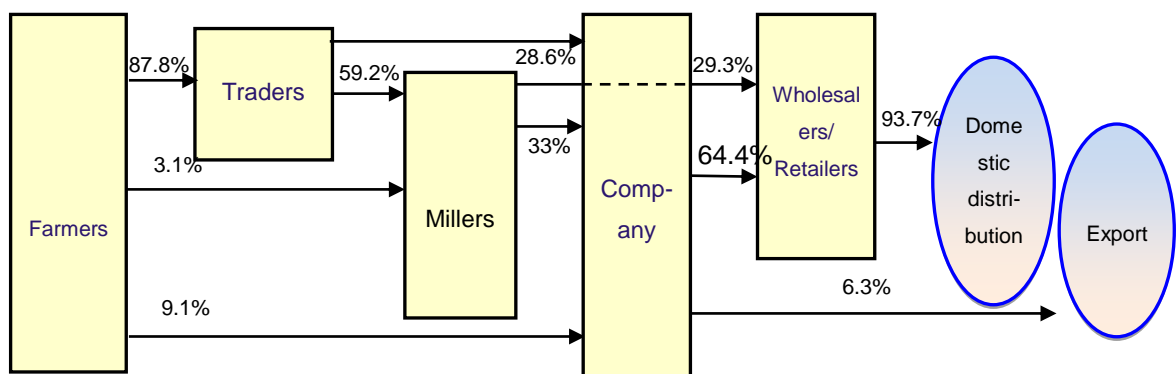 87.8%
Traders
59.2%
28.6%
29.3%
Wholesal
ers/
Retailers
93.7%
Dome
stic
distri-
bution
3.1%
33%
64.4%
Farmers
Millers
Comp-
any
Export
9.1%
6.3%